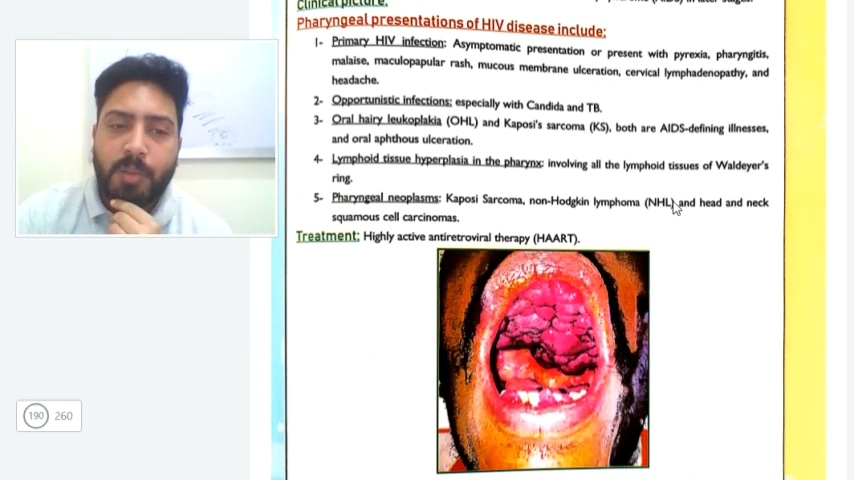 Clinical picture:
Pharyngeal presentations of HIV disease include:
1- Primary HIV infection: Asymptomatic presentation or present with pyrexia, pharyngitis,
malaise, maculopapular rash, mucous membrane ulceration, cervical lymphadenopathy, and
headache.
2- Opportunistic infections: especially with Candida and TB.
3- Oral hairy leukoplakia (OHL) and Kaposi's sarcoma (KS), both are AIDS-defining illnesses,
and oral aphthous ulceration.
4- Lymphoid tissue hyperplasia in the pharynx: involving all the lymphoid tissues of Waldeyer's
ring.
5- Pharyngeal neoplasms: Kaposi Sarcoma, non-Hodgkin lymphoma (NHL) and head and neck
squamous cell carcinomas.
Treatment: Highly active antiretroviral therapy (HAART).
190 260